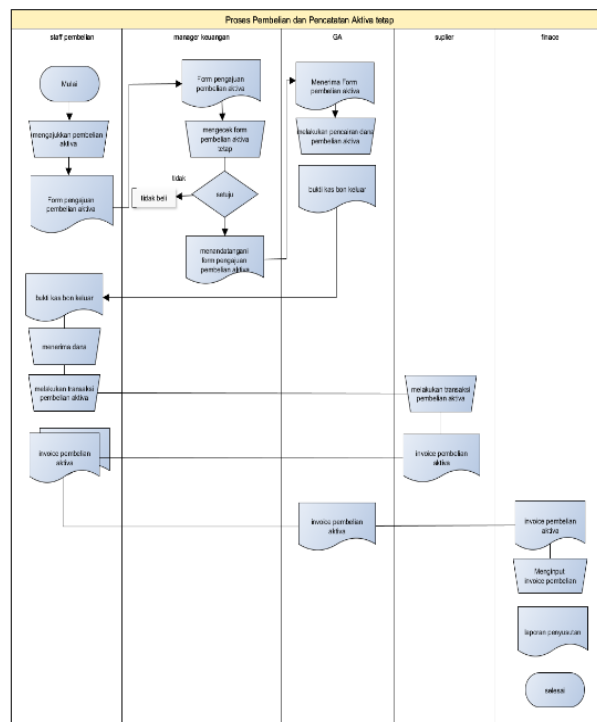 Proses Pembelian dan Pencatatan Aktiva tetap
staff pembelian
manager keuangan
GA
suplier
finace
Mulai
mengajukkan pembelian
aktiva
Form pengajuan
pembelian aktiva
Form pengajuan
pembelian aktiva
mengecek form
pembelian aktiva
tetap
tidak
tidak beli
setuju
menandatangani
form pengajuan
pembelian aktiva
Menerima Form
pembelian aktiva
melakukan pencairan dana
pembelian aktiva
bukti kas bon keluar
bukti kas bon keluar
menerima dana
melakukan transaksi
pembelian aktiva
melakukan transaksi
pembelian aktiva
invoice pembelian
aktiva
invoice pembelian
aktiva
invoice pembelian
aktiva
invoice pembelian
aktiva
Menginput
invoice pembelian
laporan penyusutan
selesai